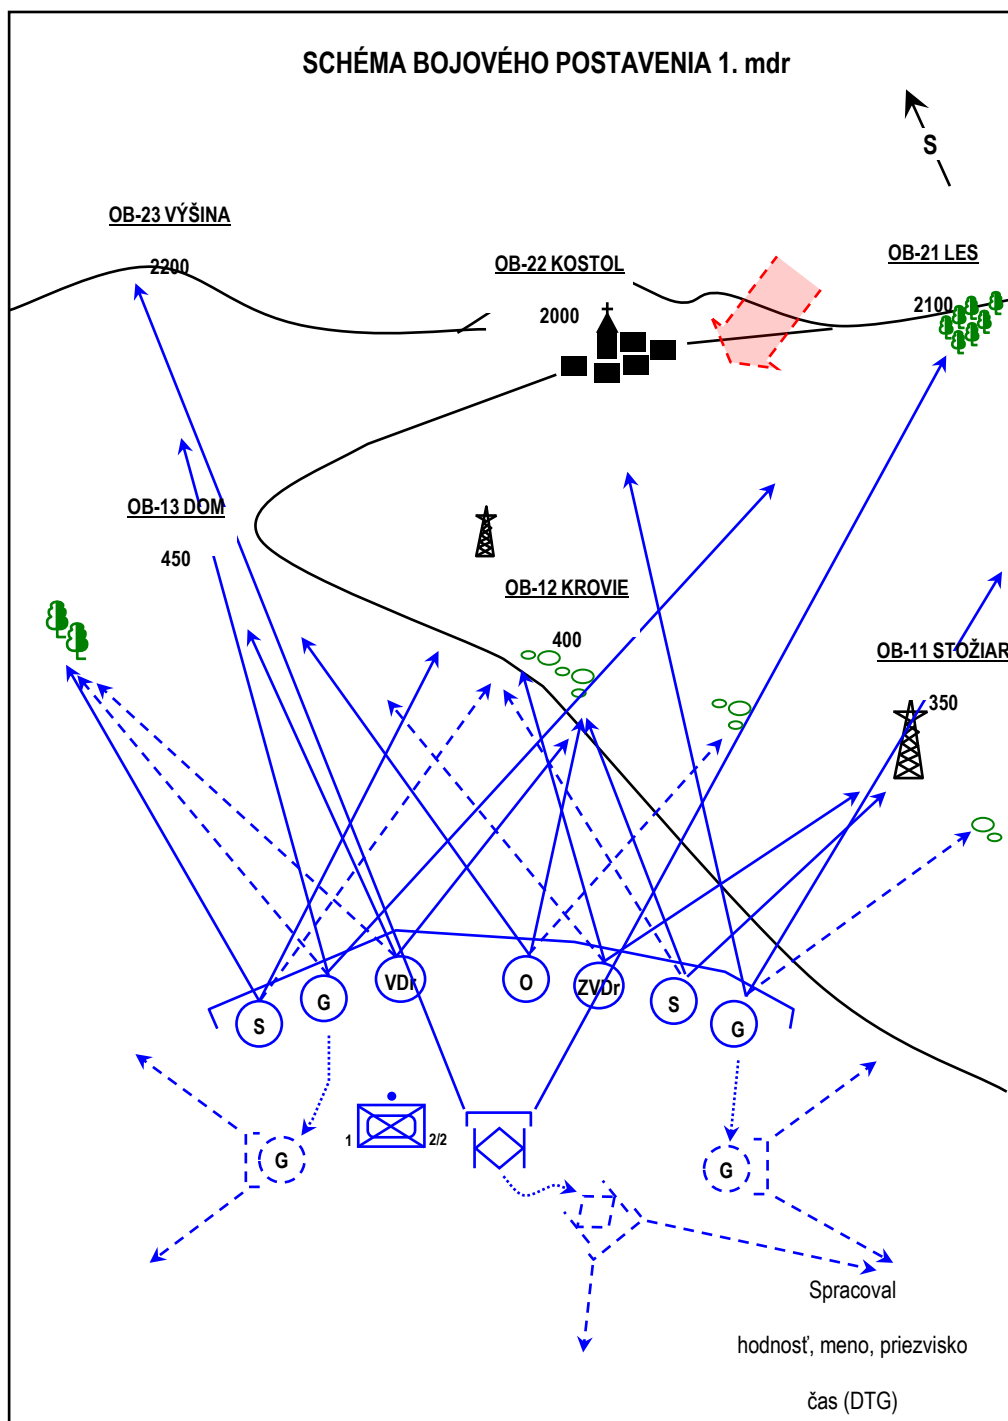 SCHÉMA BOJOVÉHO POSTAVENIA 1. mdr
S
OB-23 VÝŠINA
2200
OB-22 KOSTOL
2000
OB-21 LES
2100
OB-13 DOM
450
OB-12 KROVIE
400
OB-11 STOŽIAR
350
S
G
VDr
O
ZVDr
S
G
1
2/2
G
G
Spracoval
hodnosť, meno, priezvisko
čas (DTG)